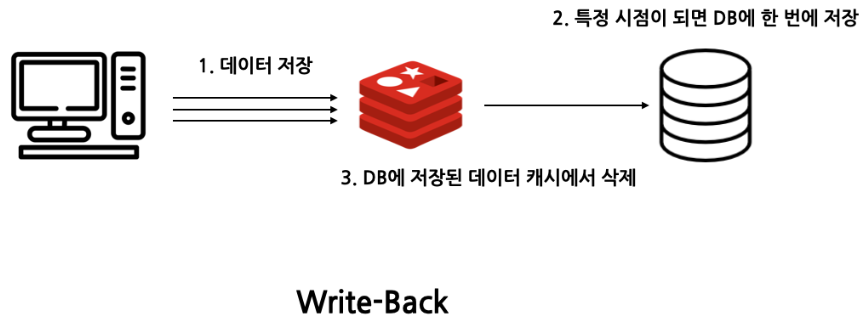 2. 특정 시점이 되면 DB에 한 번에 저장
1. 데이터 저장
3. DB에 저장된 데이터 캐시에서 삭제
Write-Back